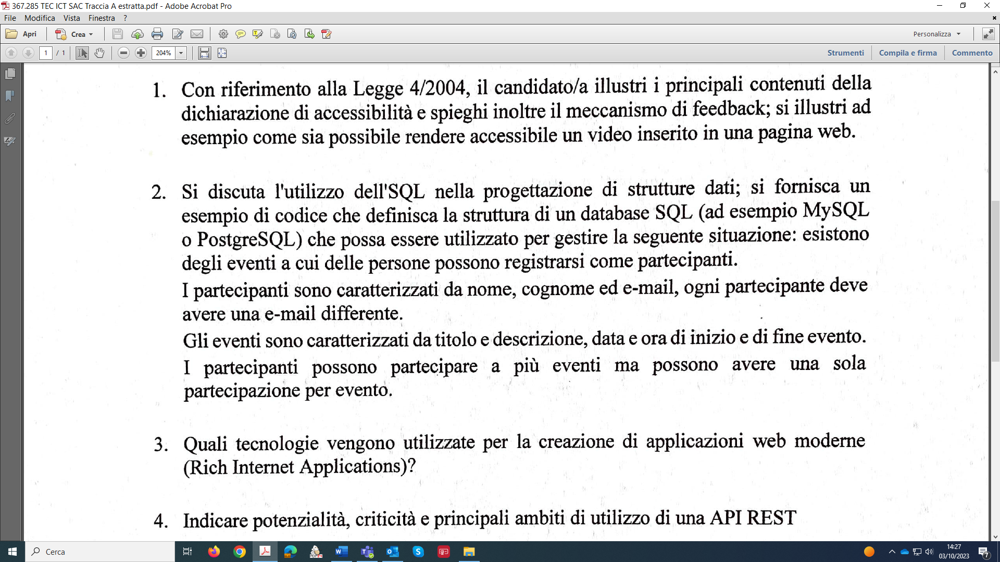 367.285 TEC ICT SAC Traccia A estratta.pdf - Adobe Acrobat Pro
File Modifica Vista Finestra ?
Apri Crea Personalizza
1 / 1 204% Strumenti Compila e firma Commento
1. Con riferimento alla Legge 4/2004, il candidato/a illustri i principali contenuti della
dichiarazione di accessibilità e spieghi inoltre il meccanismo di feedback; si illustri ad
esempio come sia possibile rendere accessibile un video inserito in una pagina web.
2. Si discuta l'utilizzo dell'SQL nella progettazione di strutture dati; si fornisca un
esempio di codice che definisca la struttura di un database SQL (ad esempio MySQL
o PostgreSQL) che possa essere utilizzato per gestire la seguente situazione: esistono
degli eventi a cui delle persone possono registrarsi come partecipanti.
I partecipanti sono caratterizzati da nome, cognome ed e-mail, ogni partecipante deve
avere una e-mail differente.
Gli eventi sono caratterizzati da titolo e descrizione, data e ora di inizio e di fine evento.
I partecipanti possono partecipare a più eventi ma possono avere una sola
partecipazione per evento.
3. Quali tecnologie vengono utilizzate per la creazione di applicazioni web moderne
(Rich Internet Applications)?
4. Indicare potenzialità, criticità e principali ambiti di utilizzo di una API REST
Cerca
14:27
03/10/2023
7